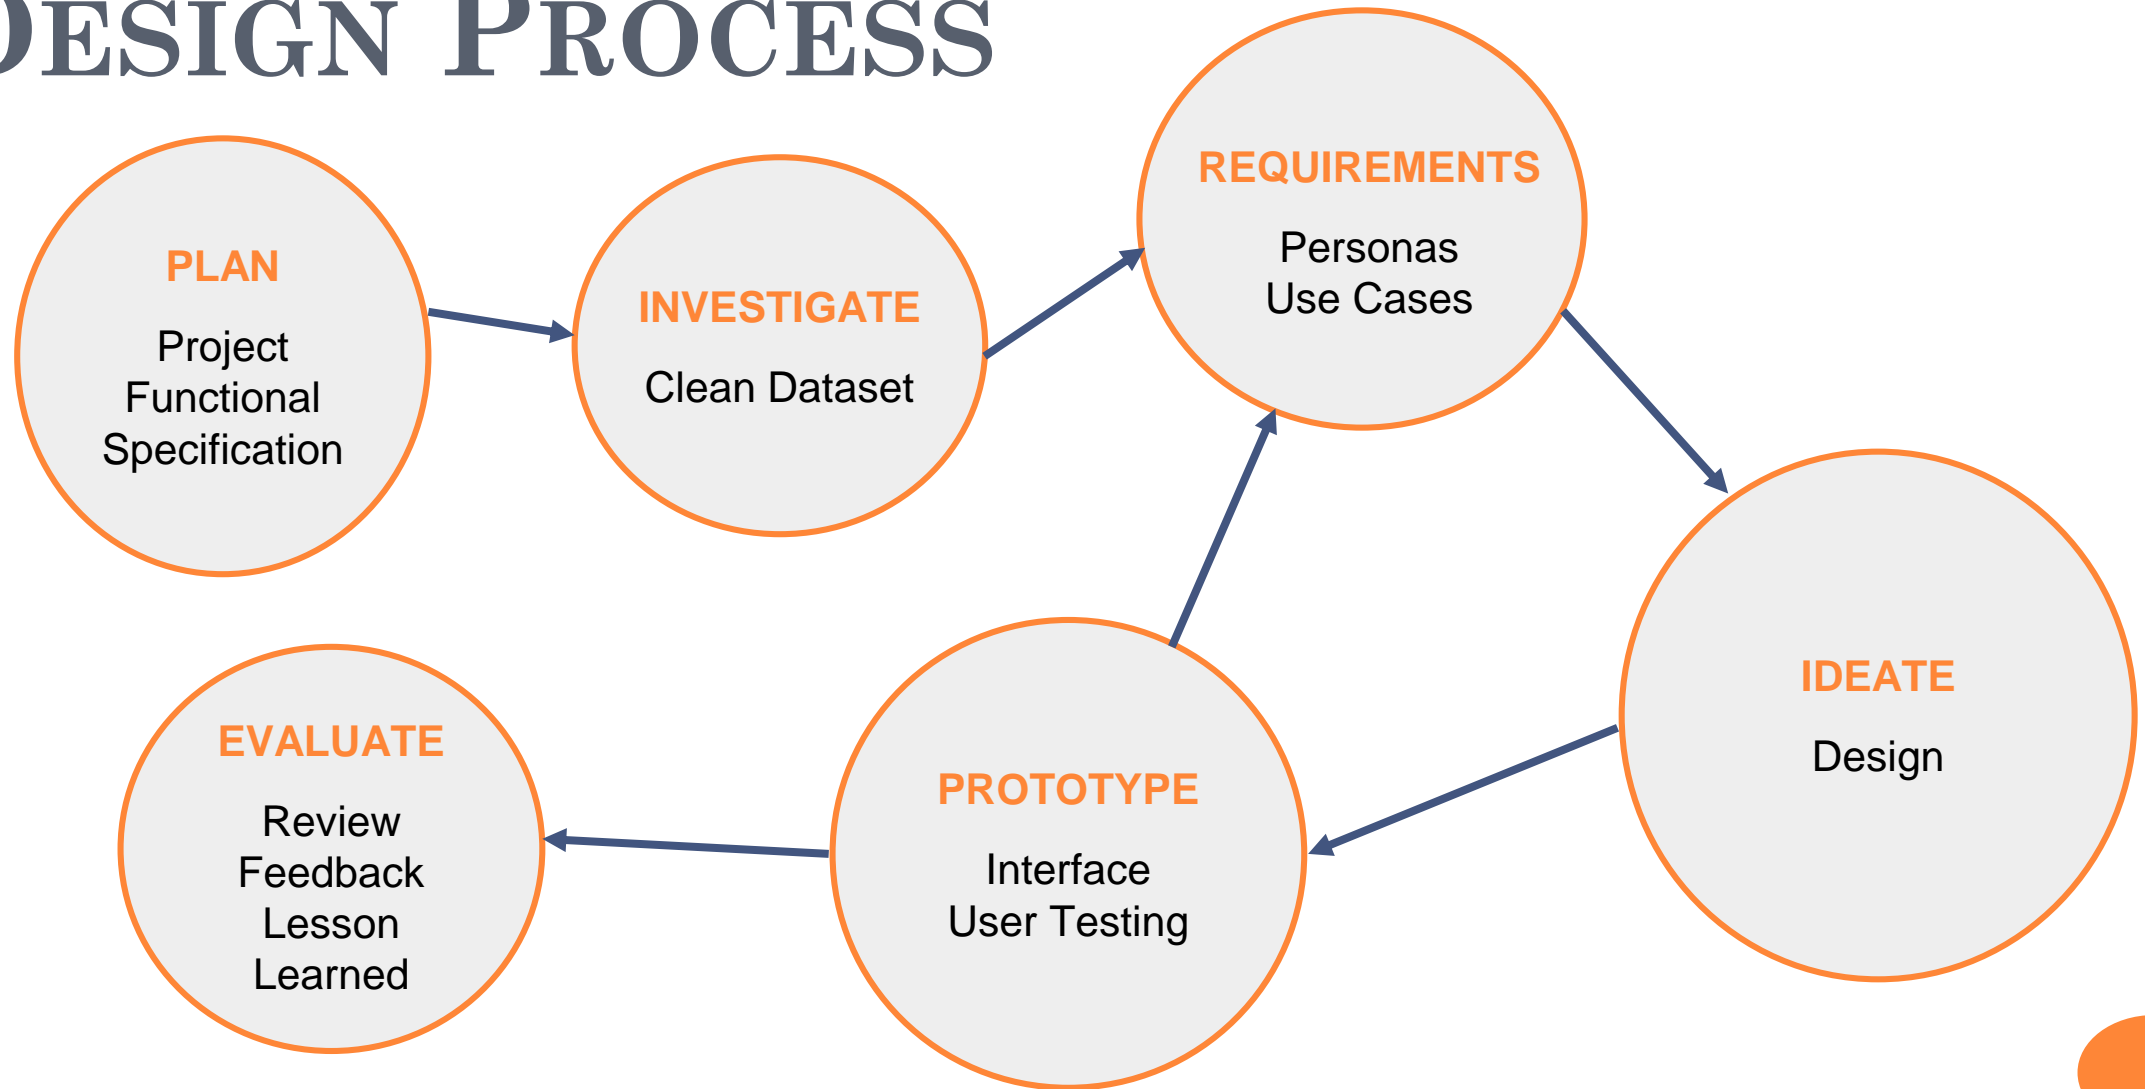 DESIGN PROCESS
PLAN
Project
Functional
Specification
INVESTIGATE
Clean Dataset
REQUIREMENTS
Personas
Use Cases
IDEATE
Design
PROTOTYPE
Interface
User Testing
EVALUATE
Review
Feedback
Lesson
Learned